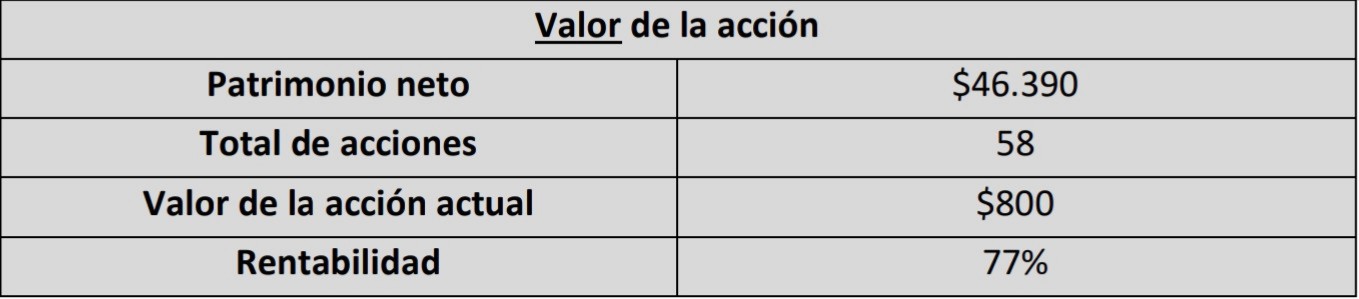 Valor de la acción
Patrimonio neto $46.390
Total de acciones 58
Valor de la acción actual $800
Rentabilidad 77%